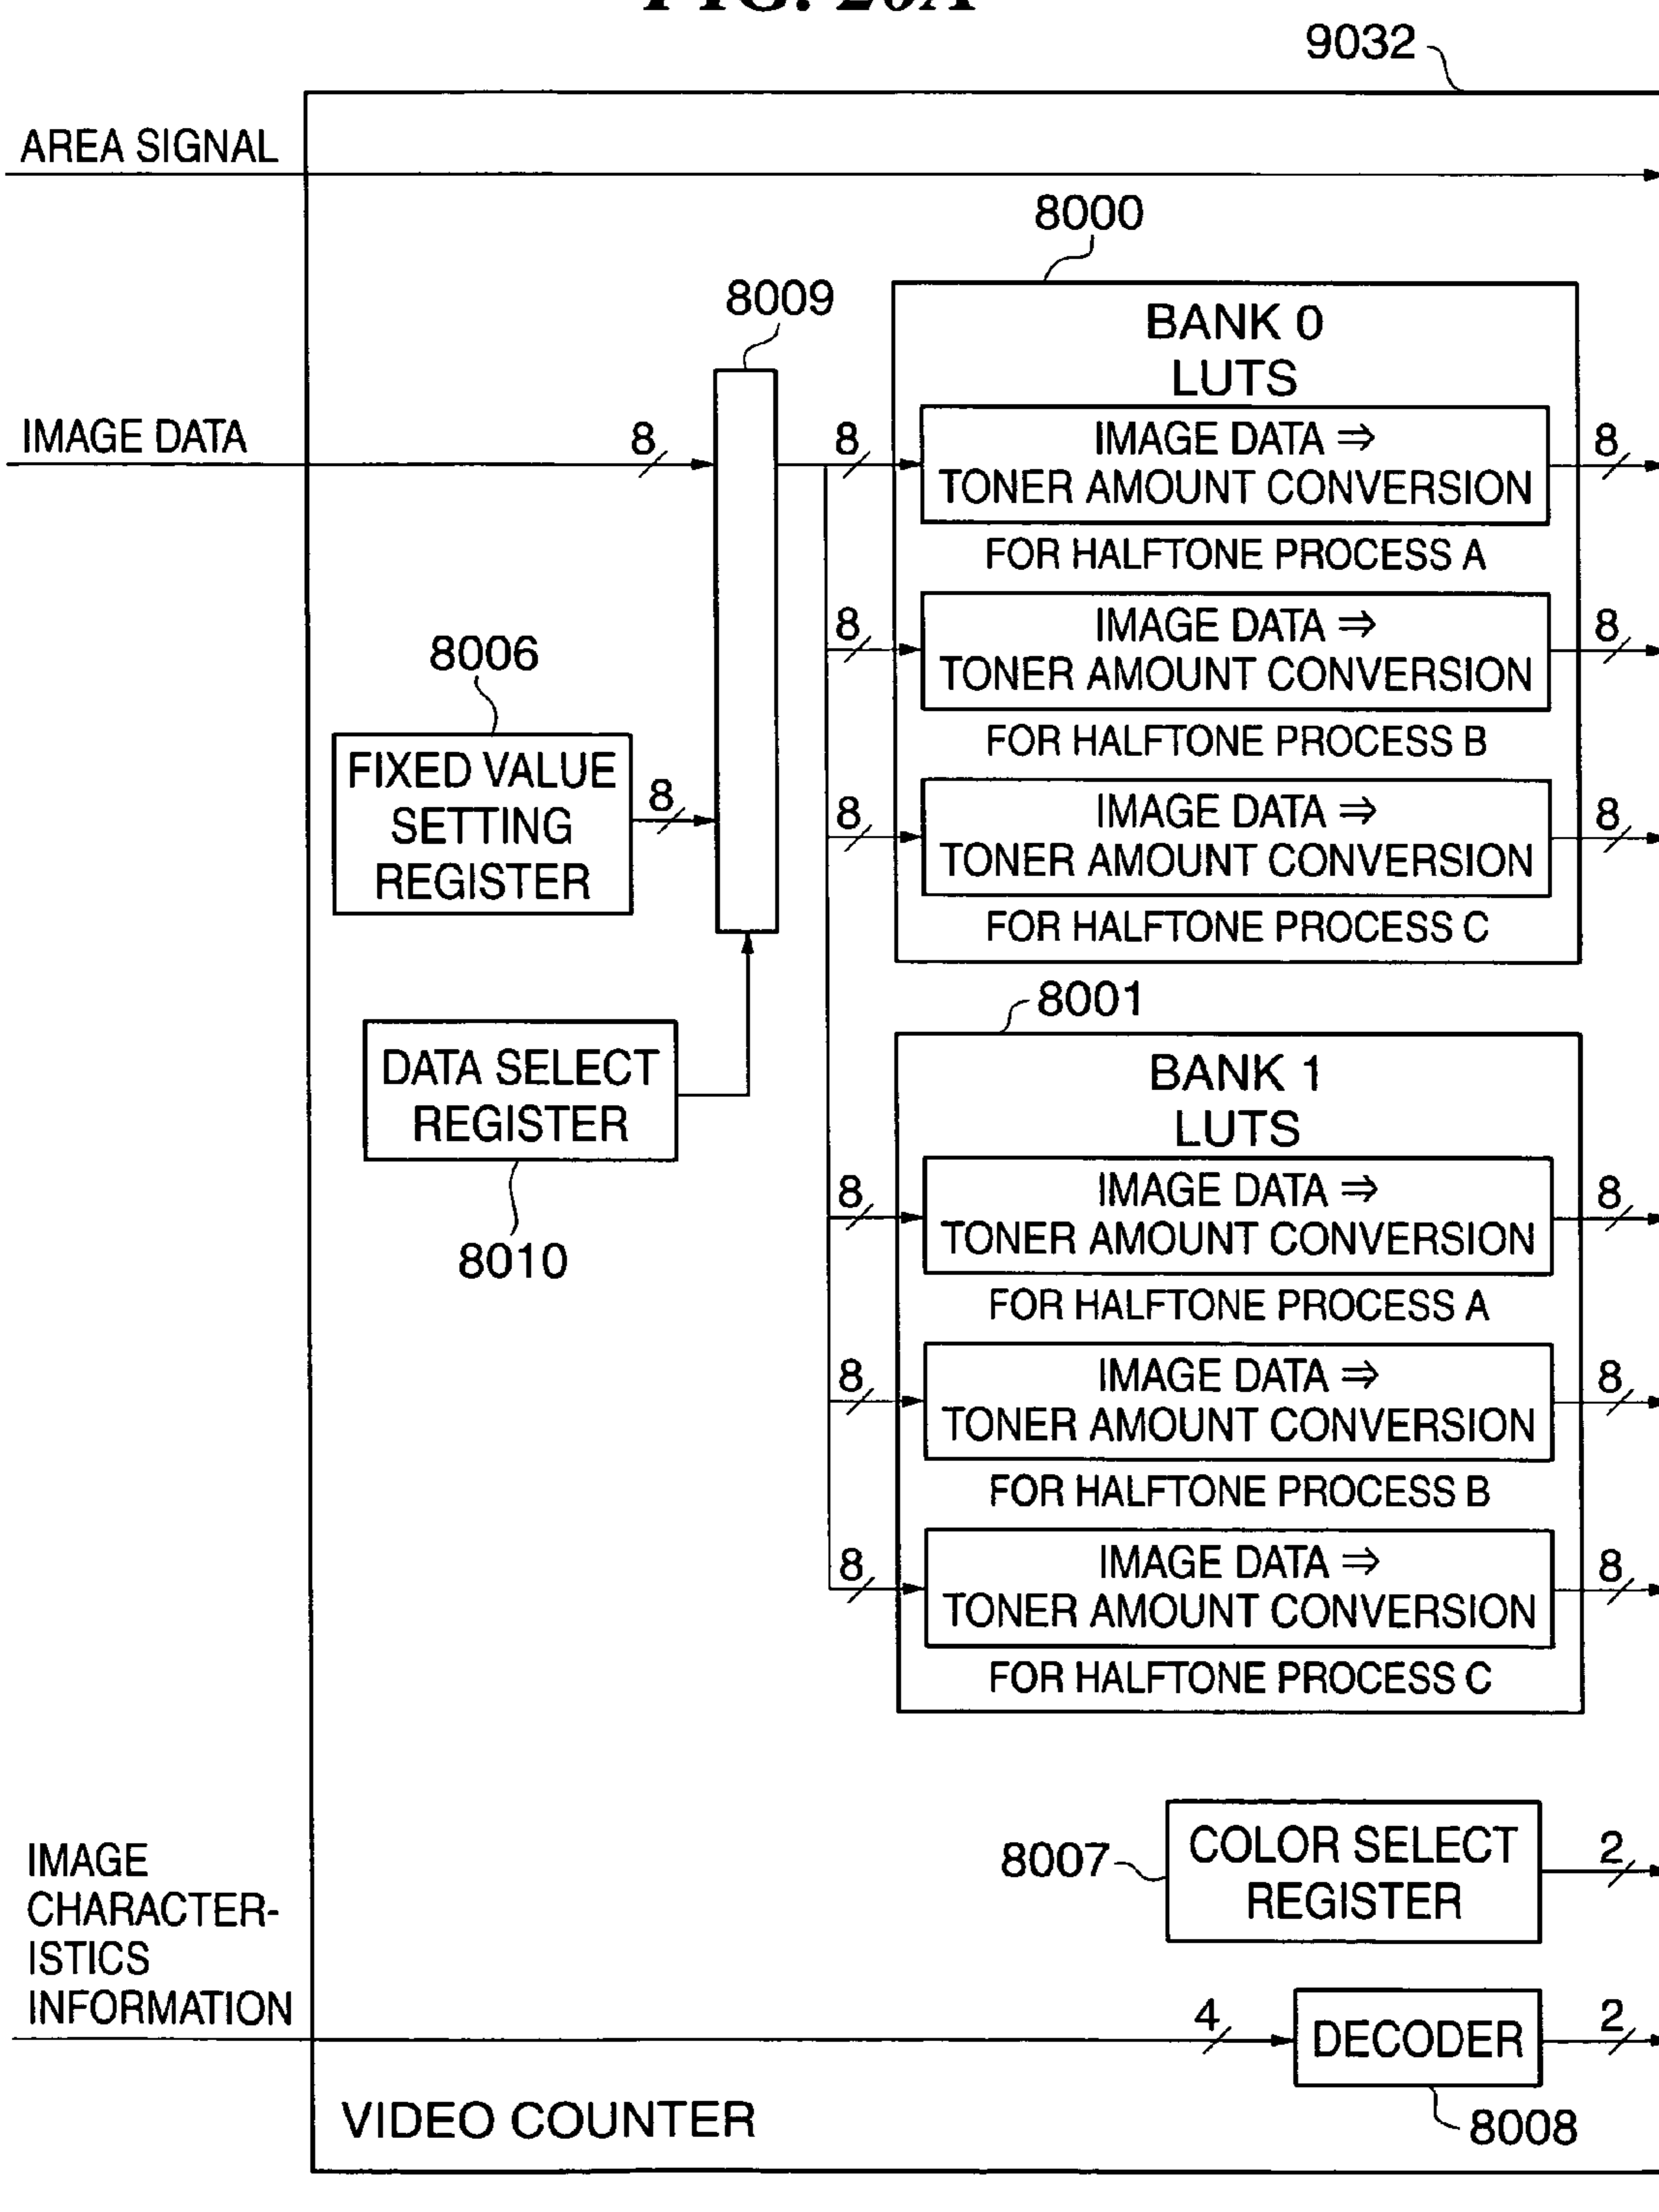 FIG. 20A
9032
AREA SIGNAL
8000
8009
BANK 0
LUTS
IMAGE DATA
8
8
IMAGE DATA ⇒
TONER AMOUNT CONVERSION
8
FOR HALFTONE PROCESS A
8006
8
IMAGE DATA ⇒
TONER AMOUNT CONVERSION
8
FOR HALFTONE PROCESS B
FIXED VALUE
SETTING
REGISTER
8
8
IMAGE DATA ⇒
TONER AMOUNT CONVERSION
8
FOR HALFTONE PROCESS C
8001
DATA SELECT
REGISTER
8010
BANK 1
LUTS
8
IMAGE DATA ⇒
TONER AMOUNT CONVERSION
8
FOR HALFTONE PROCESS A
8
IMAGE DATA ⇒
TONER AMOUNT CONVERSION
8
FOR HALFTONE PROCESS B
8
IMAGE DATA ⇒
TONER AMOUNT CONVERSION
8
FOR HALFTONE PROCESS C
8007
COLOR SELECT
REGISTER
2
IMAGE
CHARACTER-
ISTICS
INFORMATION
4
DECODER
2
8008
VIDEO COUNTER